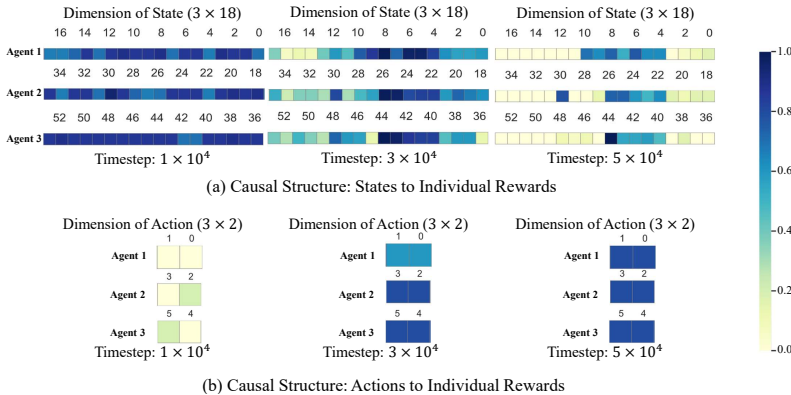 Dimension of State (3 × 18) Dimension of State (3 × 18) Dimension of State (3 × 18)
16 14 12 10 8 6 4 2 0 16 14 12 10 8 6 4 2 0 16 14 12 10 8 6 4 2 0
Agent 1
34 32 30 28 26 24 22 20 18 34 32 30 28 26 24 22 20 18 34 32 30 28 26 24 22 20 18
Agent 2
52 50 48 46 44 42 40 38 36 52 50 48 46 44 42 40 38 36 52 50 48 46 44 42 40 38 36
Agent 3
Timestep: 1 × 10⁴ Timestep: 3 × 10⁴ Timestep: 5 × 10⁴
(a) Causal Structure: States to Individual Rewards
Dimension of Action (3 × 2) Dimension of Action (3 × 2) Dimension of Action (3 × 2)
1 0 1 0 1 0
Agent 1 Agent 1 Agent 1
3 2 3 2 3 2
Agent 2 Agent 2 Agent 2
5 4 5 4 5 4
Agent 3 Agent 3 Agent 3
Timestep: 1 × 10⁴ Timestep: 3 × 10⁴ Timestep: 5 × 10⁴
(b) Causal Structure: Actions to Individual Rewards
1.0
0.8
0.6
0.4
0.2
0.0